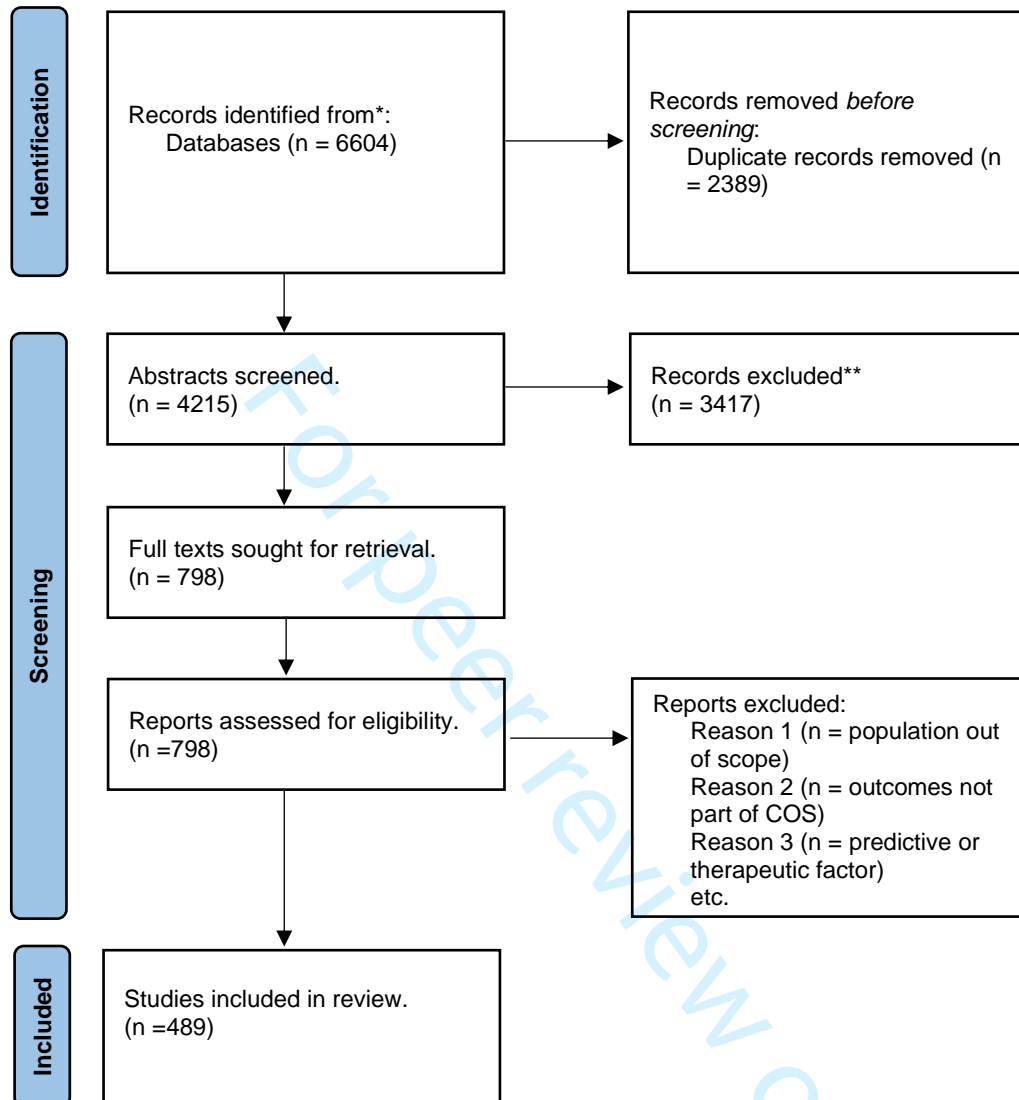 Identification
Records identified from*:
Databases (n = 6604)
Records removed before
screening:
Duplicate records removed (n
= 2389)
Screening
Abstracts screened.
(n = 4215)
Records excluded**
(n = 3417)
Full texts sought for retrieval.
(n = 798)
Reports assessed for eligibility.
(n =798)
Reports excluded:
Reason 1 (n = population out
of scope)
Reason 2 (n = outcomes not
part of COS)
Reason 3 (n = predictive or
therapeutic factor)
etc.
Included
Studies included in review.
(n =489)
For peer review